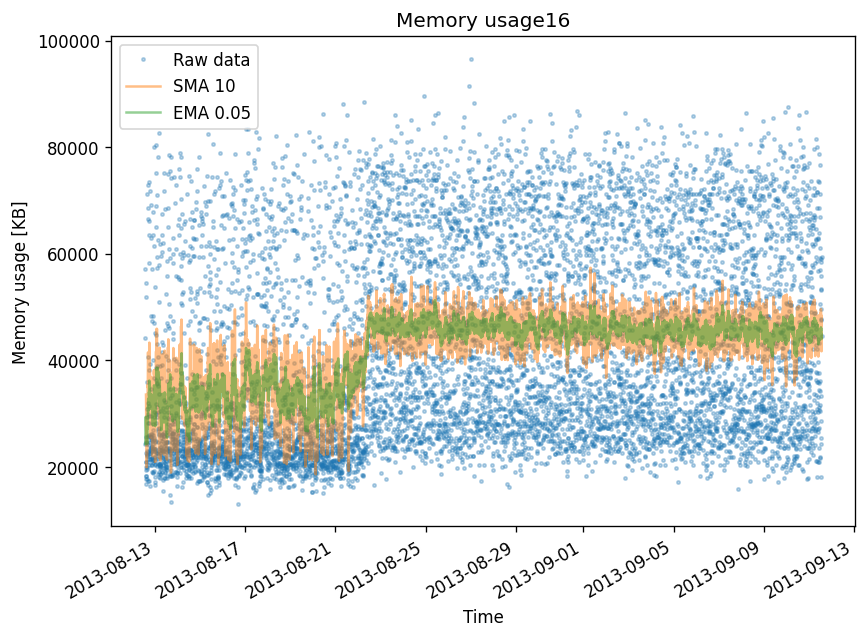 Memory usage16
Raw data
SMA 10
EMA 0.05
100000
80000
60000
40000
20000
Memory usage [KB]
2013-08-13
2013-08-17
2013-08-21
2013-08-25
2013-08-29
2013-09-01
2013-09-05
2013-09-09
2013-09-13
Time